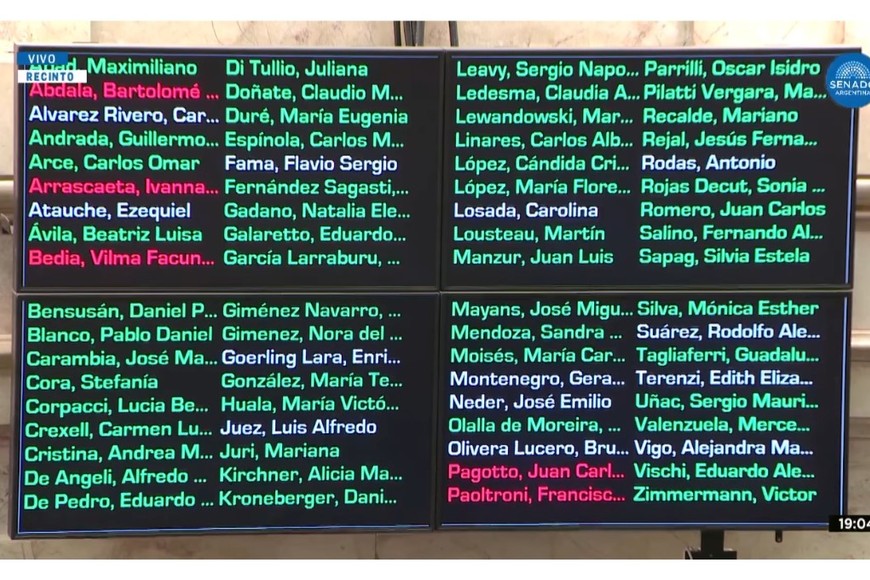 VIVO
RECINTO
Abad, Maximiliano
Abdala, Bartolomé ...
Alvarez Rivero, Car...
Andrada, Guillermo...
Arce, Carlos Omar
Arrascaeta, Ivanna...
Atauche, Ezequiel
Ávila, Beatriz Luisa
Bedia, Vilma Facun...
Di Tullio, Juliana
Doñate, Claudio M...
Duré, María Eugenia
Espínola, Carlos M...
Fama, Flavio Sergio
Fernández Sagasti,...
Gadano, Natalia Ele...
Galaretto, Eduardo...
García Larraburu, ...
Leavy, Sergio Napo...
Ledesma, Claudia A...
Lewandowski, Mar...
Linares, Carlos Alb...
López, Cándida Cri...
López, María Flore...
Losada, Carolina
Lousteau, Martín
Manzur, Juan Luis
Parrilli, Oscar Isidro
Pilatti Vergara, Ma...
Recalde, Mariano
Rejal, Jesús Ferna...
Rodas, Antonio
Rojas Decut, Sonia ...
Romero, Juan Carlos
Salino, Fernando Al...
Sapag, Silvia Estela
SENADO
ARGENTINA
Bensusán, Daniel P...
Blanco, Pablo Daniel
Carambia, José Ma...
Cora, Stefanía
Corpacci, Lucia Be...
Crexell, Carmen Lu...
Cristina, Andrea M...
De Angeli, Alfredo ...
De Pedro, Eduardo ...
Giménez Navarro, ...
Gimenez, Nora del ...
Goerling Lara, Enri...
González, María Te...
Huala, María Victó...
Juez, Luis Alfredo
Juri, Mariana
Kirchner, Alicia Ma...
Kroneberger, Dani...
Mayans, José Migu...
Mendoza, Sandra ...
Moisés, María Car...
Montenegro, Gera...
Neder, José Emilio
Olalla de Moreira, ...
Olivera Lucero, Bru...
Pagotto, Juan Carl...
Paoltroni, Francisc...
Silva, Mónica Esther
Suárez, Rodolfo Ale...
Tagliaferri, Guadalu...
Terenzi, Edith Eliza...
Uñac, Sergio Mauri...
Valenzuela, Merce...
Vigo, Alejandra Ma...
Vischi, Eduardo Ale...
Zimmermann, Victor
19:04